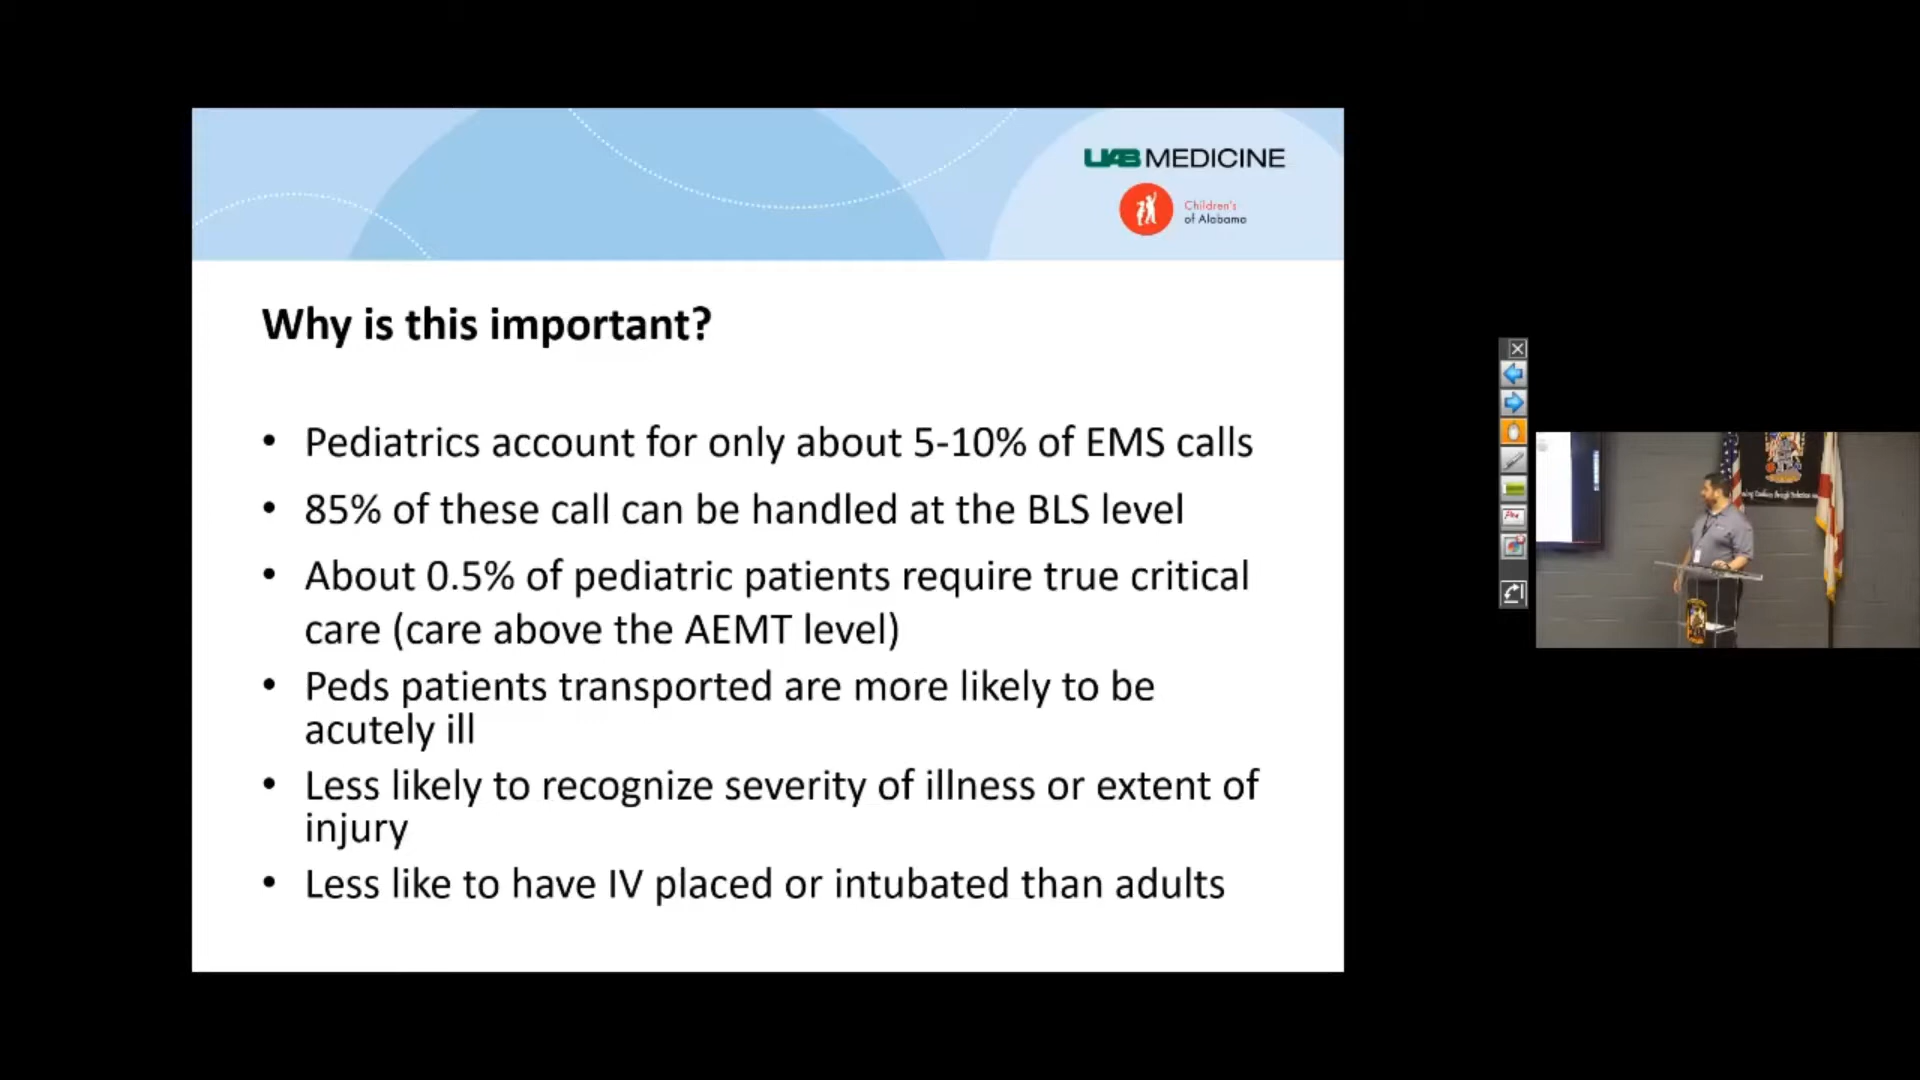 UAB MEDICINE
Children's
of Alabama
Why is this important?
• Pediatrics account for only about 5-10% of EMS calls
• 85% of these call can be handled at the BLS level
• About 0.5% of pediatric patients require true critical
care (care above the AEMT level)
• Peds patients transported are more likely to be
acutely ill
• Less likely to recognize severity of illness or extent of
injury
• Less like to have IV placed or intubated than adults
Pen